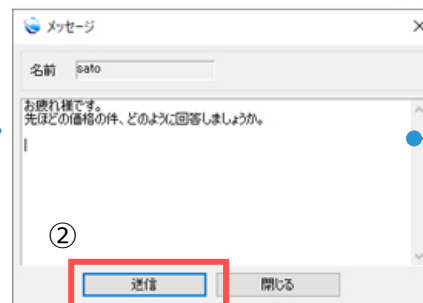 メッセージ
名前 sato
お疲れ様です。
先ほどの価格の件、どのように回答しましょうか。
②
送信 閉じる